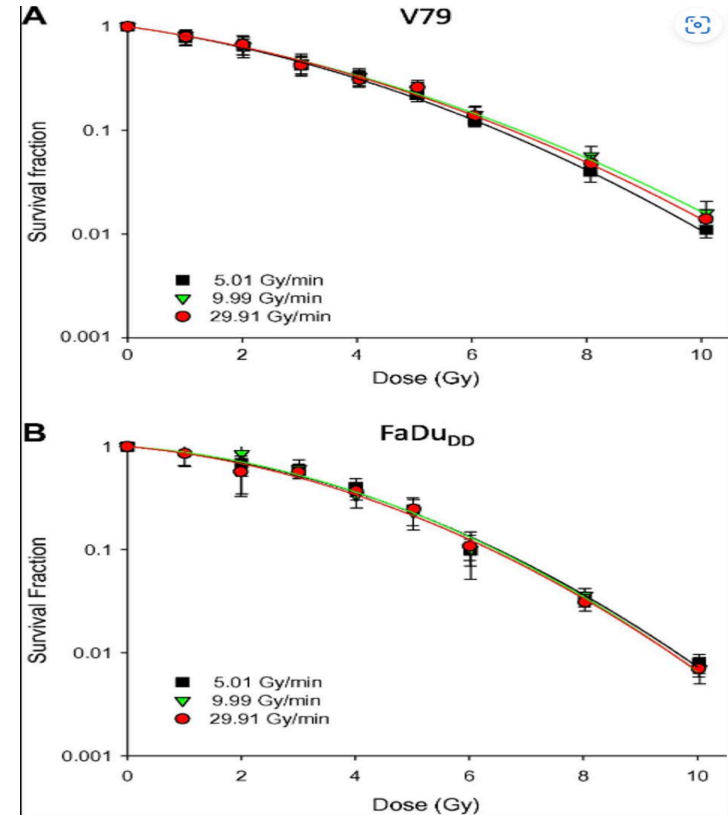 A
V79
1
0.1
0.01
0.001
Survival fraction
5.01 Gy/min
9.99 Gy/min
29.91 Gy/min
0 2 4 6 8 10
Dose (Gy)
B
FaDuDD
1
0.1
0.01
0.001
Survival Fraction
5.01 Gy/min
9.99 Gy/min
29.91 Gy/min
0 2 4 6 8 10
Dose (Gy)